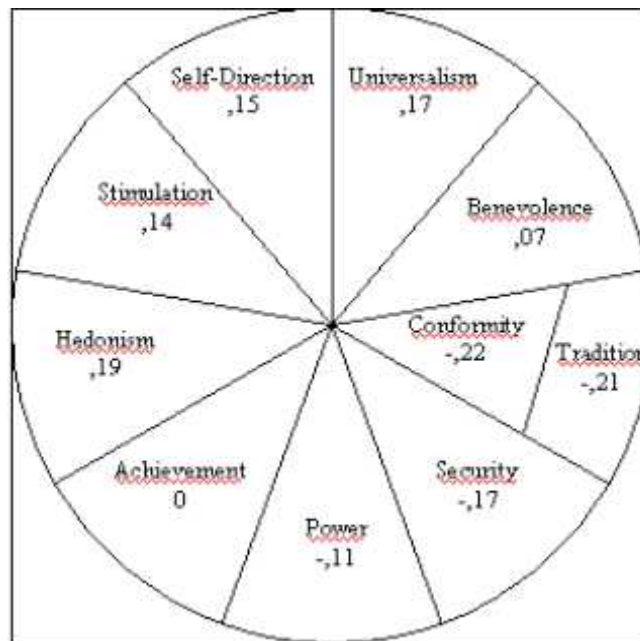 Self-Direction
,15
Universalism
,17
Stimulation
,14
Benevolence
,07
Hedonism
,19
Conformity
-,22
Tradition
-,21
Achievement
0
Security
-,17
Power
-,11